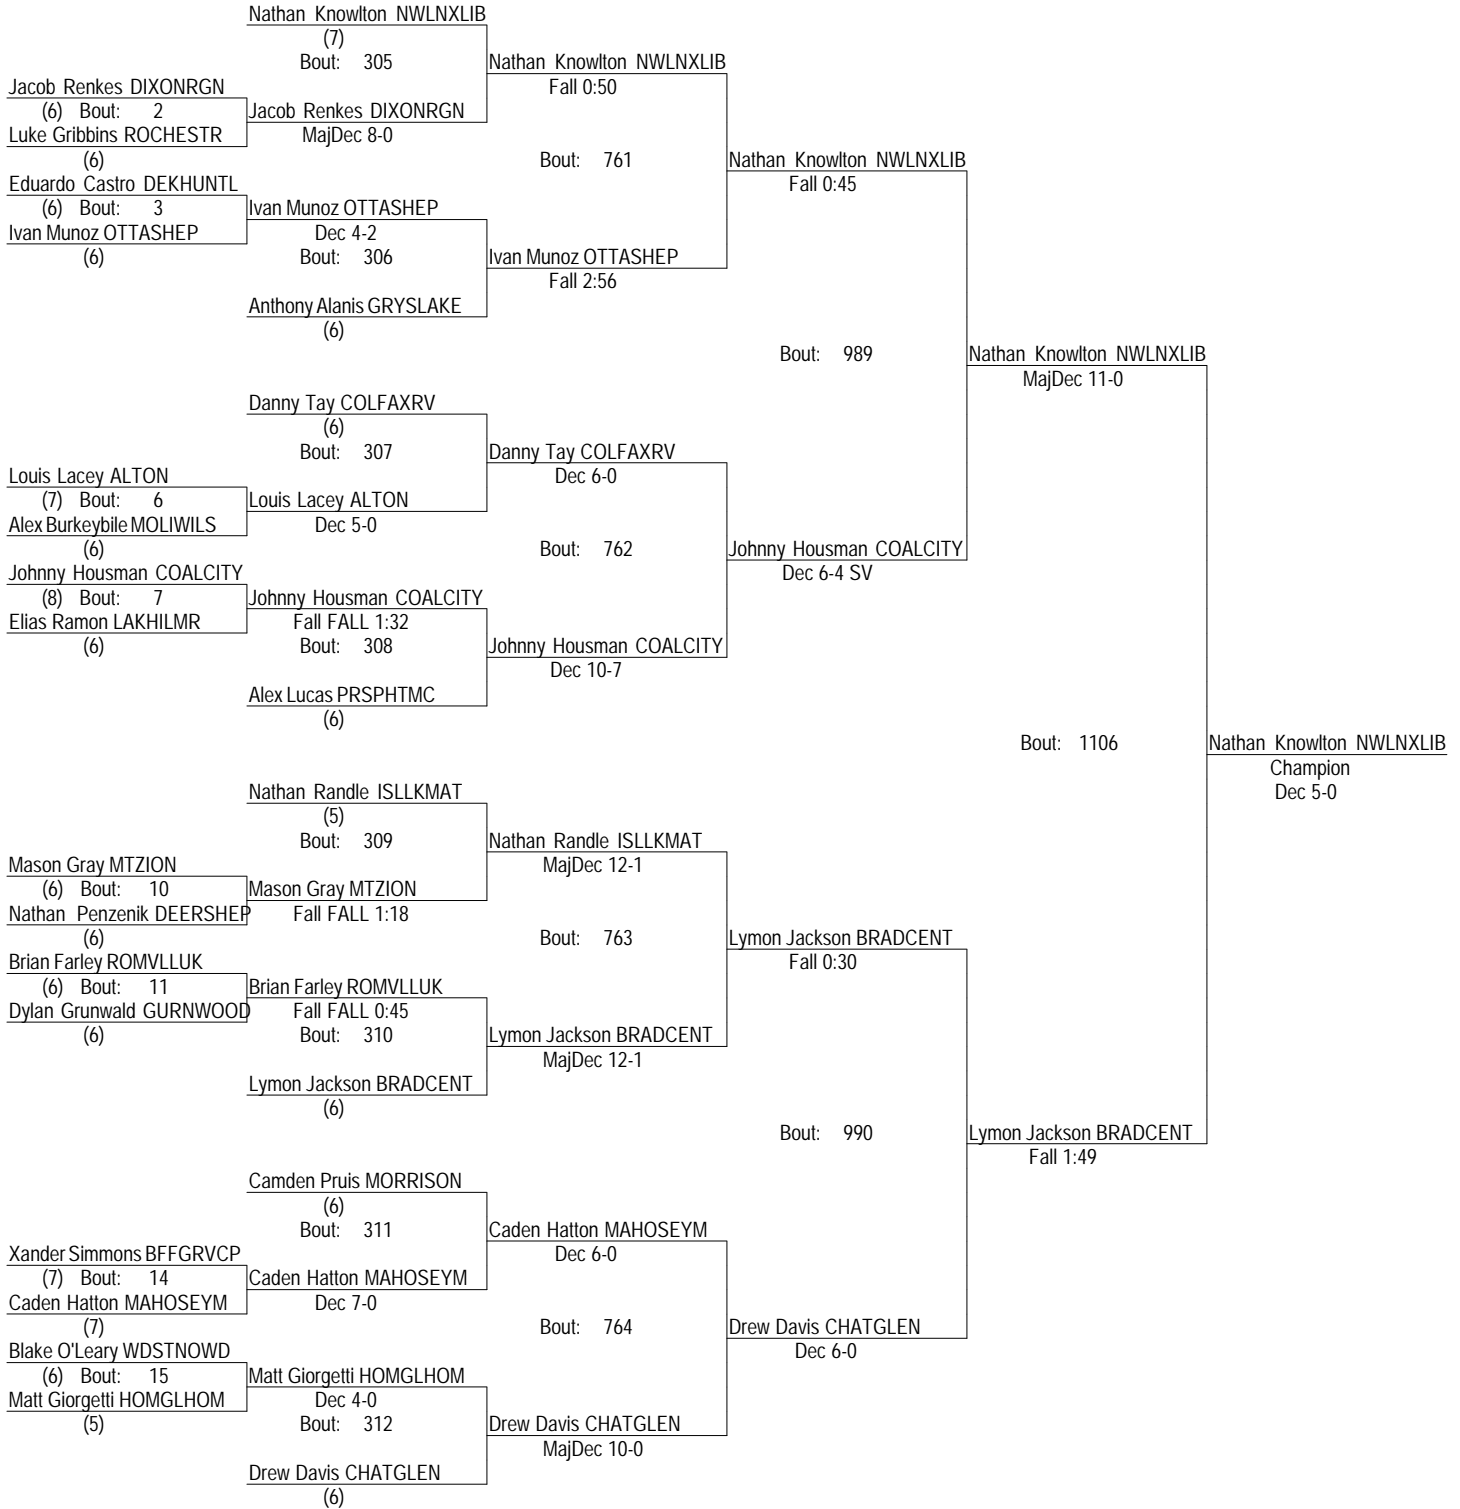 Nathan Knowlton NWLNXLIB
(7)
Bout: 305
Nathan Knowlton NWLNXLIB
Fall 0:50
Jacob Renkes DIXONRGN
(6) Bout: 2
Jacob Renkes DIXONRGN
Luke Gribbins ROCHESTR
MajDec 8-0
(6)
Bout: 761
Nathan Knowlton NWLNXLIB
Fall 0:45
Eduardo Castro DEKHUNTL
(6) Bout: 3
Ivan Munoz OTTASHEP
Ivan Munoz OTTASHEP
Dec 4-2
(6)
Bout: 306
Ivan Munoz OTTASHEP
Fall 2:56
Anthony Alanis GRYSLAKE
(6)
Bout: 989
Nathan Knowlton NWLNXLIB
MajDec 11-0
Danny Tay COLFAXRV
(6)
Bout: 307
Danny Tay COLFAXRV
Dec 6-0
Louis Lacey ALTON
(7) Bout: 6
Louis Lacey ALTON
Alex Burkeybile MOLIWILS
Dec 5-0
(6)
Bout: 762
Johnny Housman COALCITY
Dec 6-4 SV
Johnny Housman COALCITY
(8) Bout: 7
Johnny Housman COALCITY
Elias Ramon LAKHILMR
Fall FALL 1:32
(6)
Bout: 308
Johnny Housman COALCITY
Dec 10-7
Alex Lucas PRSPHTMC
(6)
Bout: 1106
Nathan Knowlton NWLNXLIB
Champion
Dec 5-0
Nathan Randle ISLLKMAT
(5)
Bout: 309
Nathan Randle ISLLKMAT
MajDec 12-1
Mason Gray MTZION
(6) Bout: 10
Mason Gray MTZION
Nathan Penzenik DEERSHEP
Fall FALL 1:18
(6)
Bout: 763
Lymon Jackson BRADCENT
Fall 0:30
Brian Farley ROMVLLUK
(6) Bout: 11
Brian Farley ROMVLLUK
Dylan Grunwald GURNWOOD
Fall FALL 0:45
(6)
Bout: 310
Lymon Jackson BRADCENT
MajDec 12-1
Lymon Jackson BRADCENT
(6)
Bout: 990
Lymon Jackson BRADCENT
Fall 1:49
Camden Pruis MORRISON
(6)
Bout: 311
Caden Hatton MAHOSEYM
Dec 6-0
Xander Simmons BFFGRVCP
(7) Bout: 14
Caden Hatton MAHOSEYM
Caden Hatton MAHOSEYM
Dec 7-0
(7)
Bout: 764
Drew Davis CHATGLEN
Dec 6-0
Blake O'Leary WDSTNOWD
(6) Bout: 15
Matt Giorgetti HOMGLHOM
Matt Giorgetti HOMGLHOM
Dec 4-0
(5)
Bout: 312
Drew Davis CHATGLEN
MajDec 10-0
Drew Davis CHATGLEN
(6)